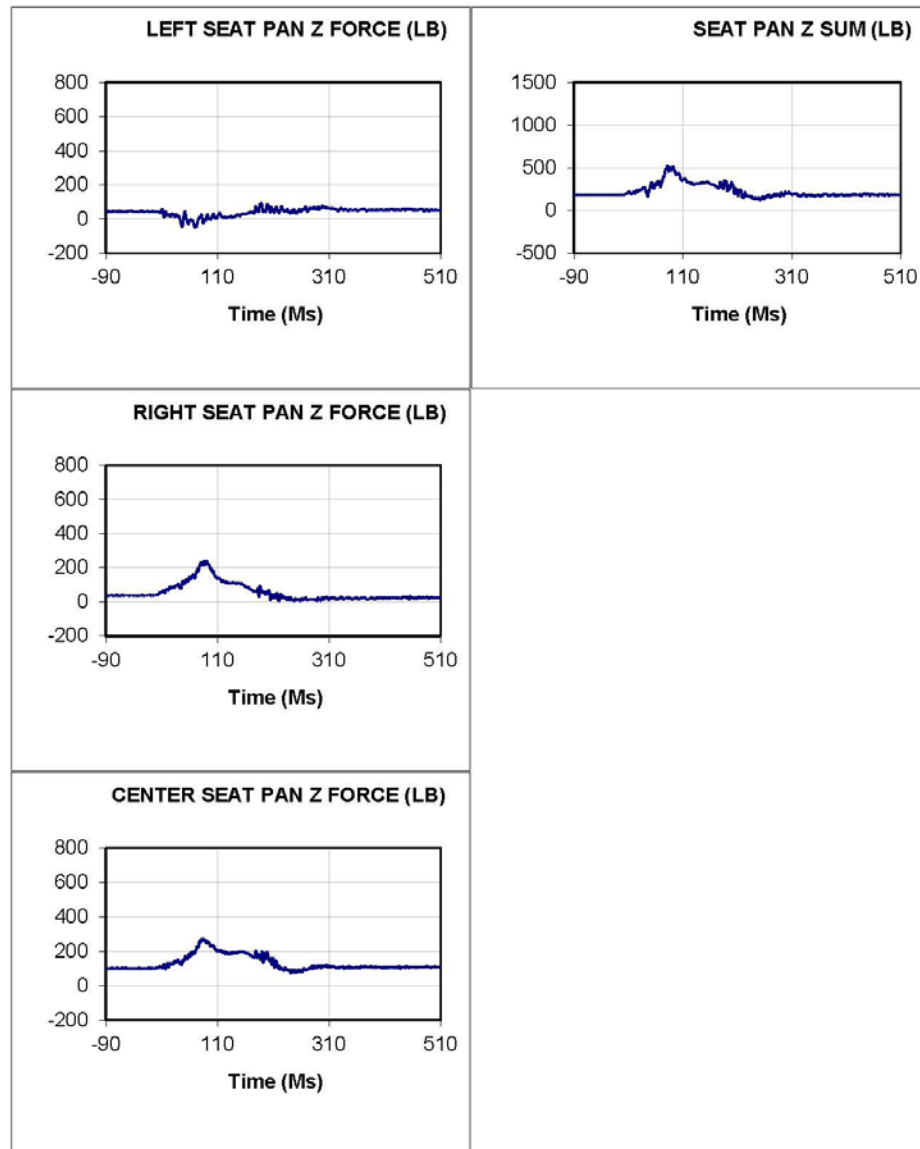 LEFT SEAT PAN Z FORCE (LB)
800
600
400
200
0
-200
-90 110 310 510
Time (Ms)
SEAT PAN Z SUM (LB)
1500
1000
500
0
-500
-90 110 310 510
Time (Ms)
RIGHT SEAT PAN Z FORCE (LB)
800
600
400
200
0
-200
-90 110 310 510
Time (Ms)
CENTER SEAT PAN Z FORCE (LB)
800
600
400
200
0
-200
-90 110 310 510
Time (Ms)